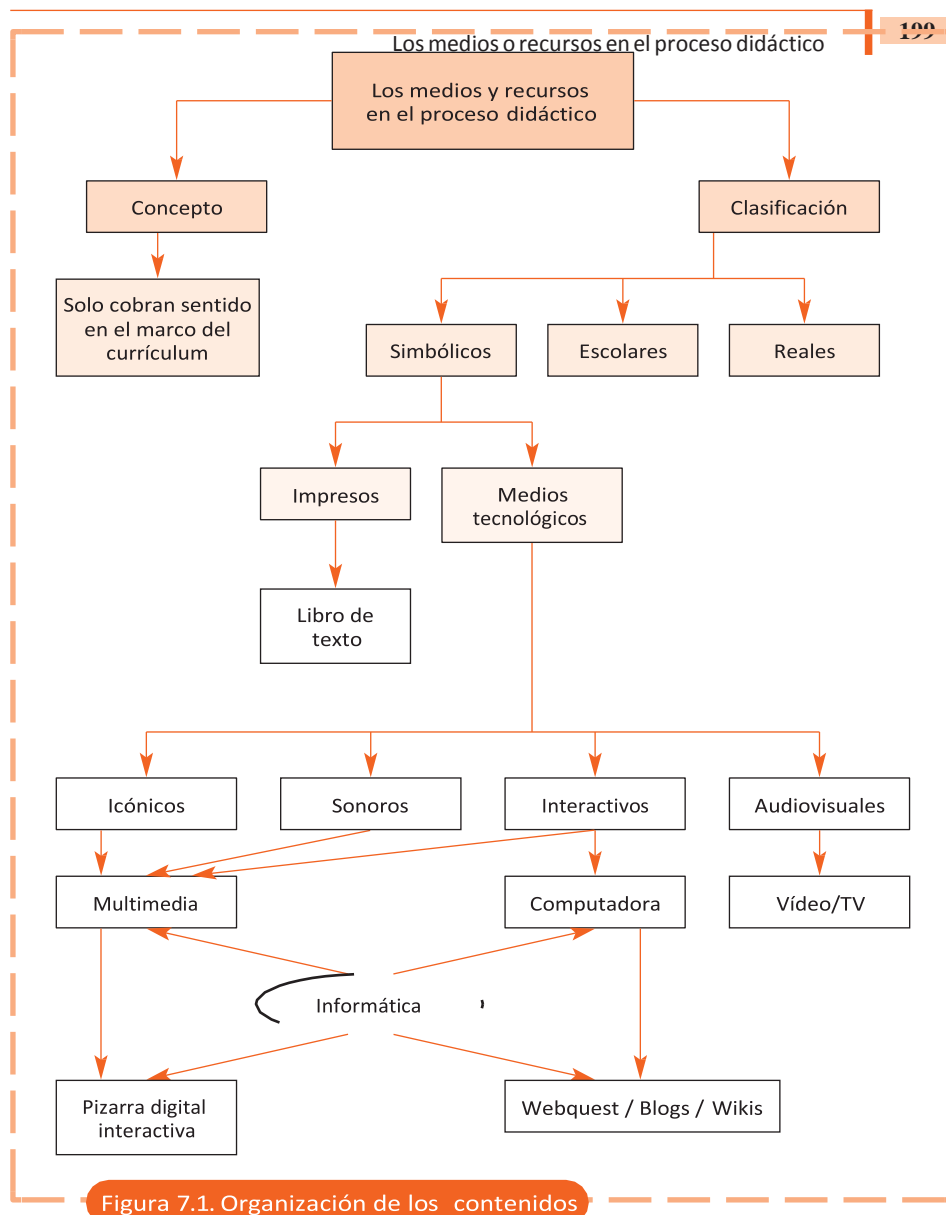 199
Los medios o recursos en el proceso didáctico
Los medios y recursos
en el proceso didáctico
Concepto
Clasificación
Solo cobran sentido
en el marco del
currículum
Simbólicos
Escolares
Reales
Impresos
Medios
tecnológicos
Libro de
texto
Icónicos
Sonoros
Interactivos
Audiovisuales
Multimedia
Computadora
Vídeo/TV
Informática
Pizarra digital
interactiva
Webquest / Blogs / Wikis
Figura 7.1. Organización de los contenidos